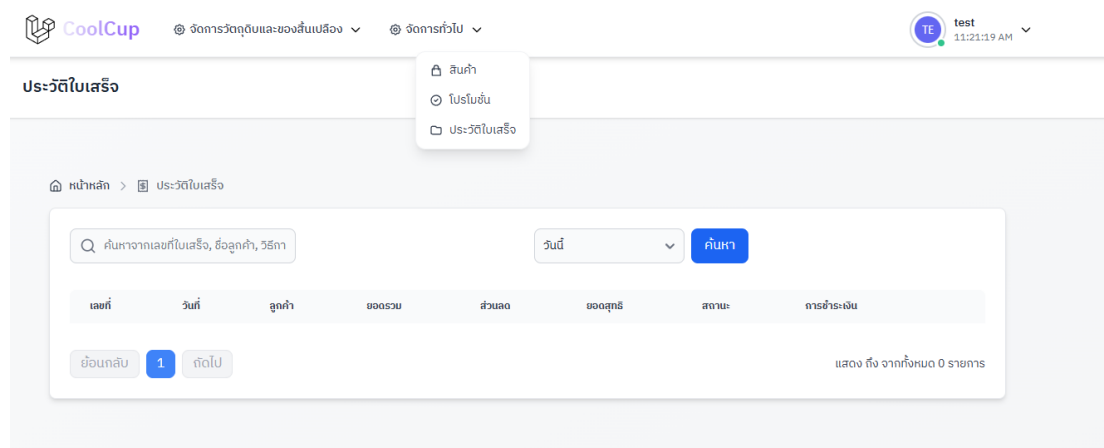 CoolCup จัดการวัตถุดิบและของสิ้นเปลือง จัดการทั่วไป TE test
11:21:19 AM
สินค้า
โปรโมชั่น
ประวัติใบเสร็จ
ประวัติใบเสร็จ
หน้าหลัก > ประวัติใบเสร็จ
ค้นหาจากเลขที่ใบเสร็จ, ชื่อลูกค้า, วิธีกา วันนี้ ค้นหา
เลขที่ วันที่ ลูกค้า ยอดรวม ส่วนลด ยอดสุทธิ สถานะ การชำระเงิน
ย้อนกลับ 1 ถัดไป แสดง ถึง จากทั้งหมด 0 รายการ